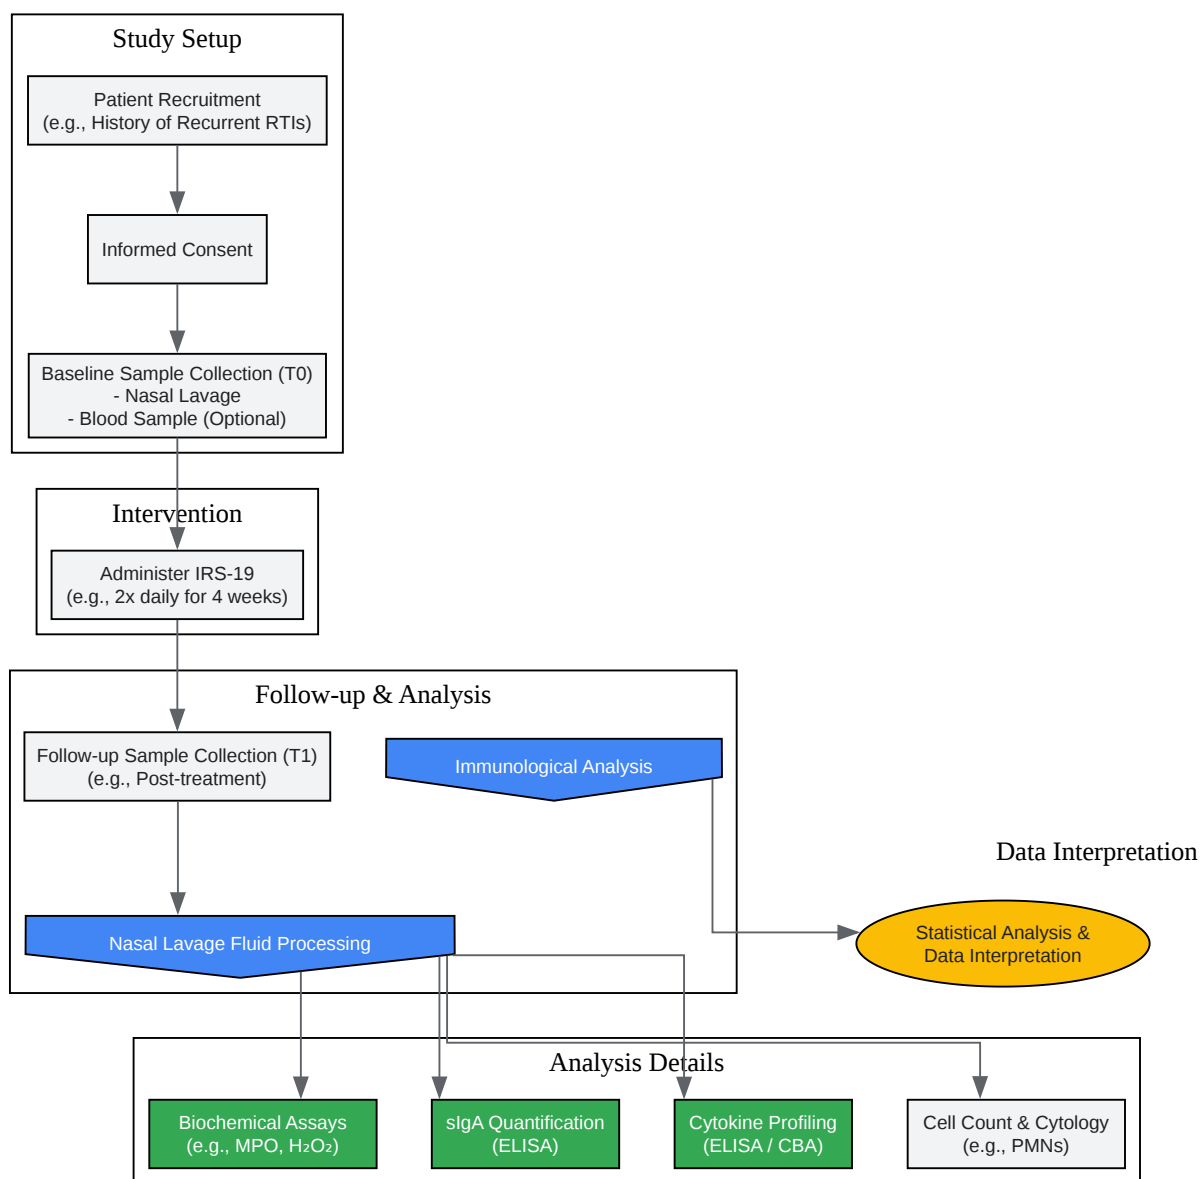 Study Setup
Patient Recruitment
(e.g., History of Recurrent RTIs)
Informed Consent
Baseline Sample Collection (T0)
- Nasal Lavage
- Blood Sample (Optional)
Intervention
Administer IRS-19
(e.g., 2x daily for 4 weeks)
Follow-up & Analysis
Follow-up Sample Collection (T1)
(e.g., Post-treatment)
Immunological Analysis
Data Interpretation
Nasal Lavage Fluid Processing
Statistical Analysis &
Data Interpretation
Analysis Details
Biochemical Assays
(e.g., MPO, H₂O₂)
sIgA Quantification
(ELISA)
Cytokine Profiling
(ELISA / CBA)
Cell Count & Cytology
(e.g., PMNs)